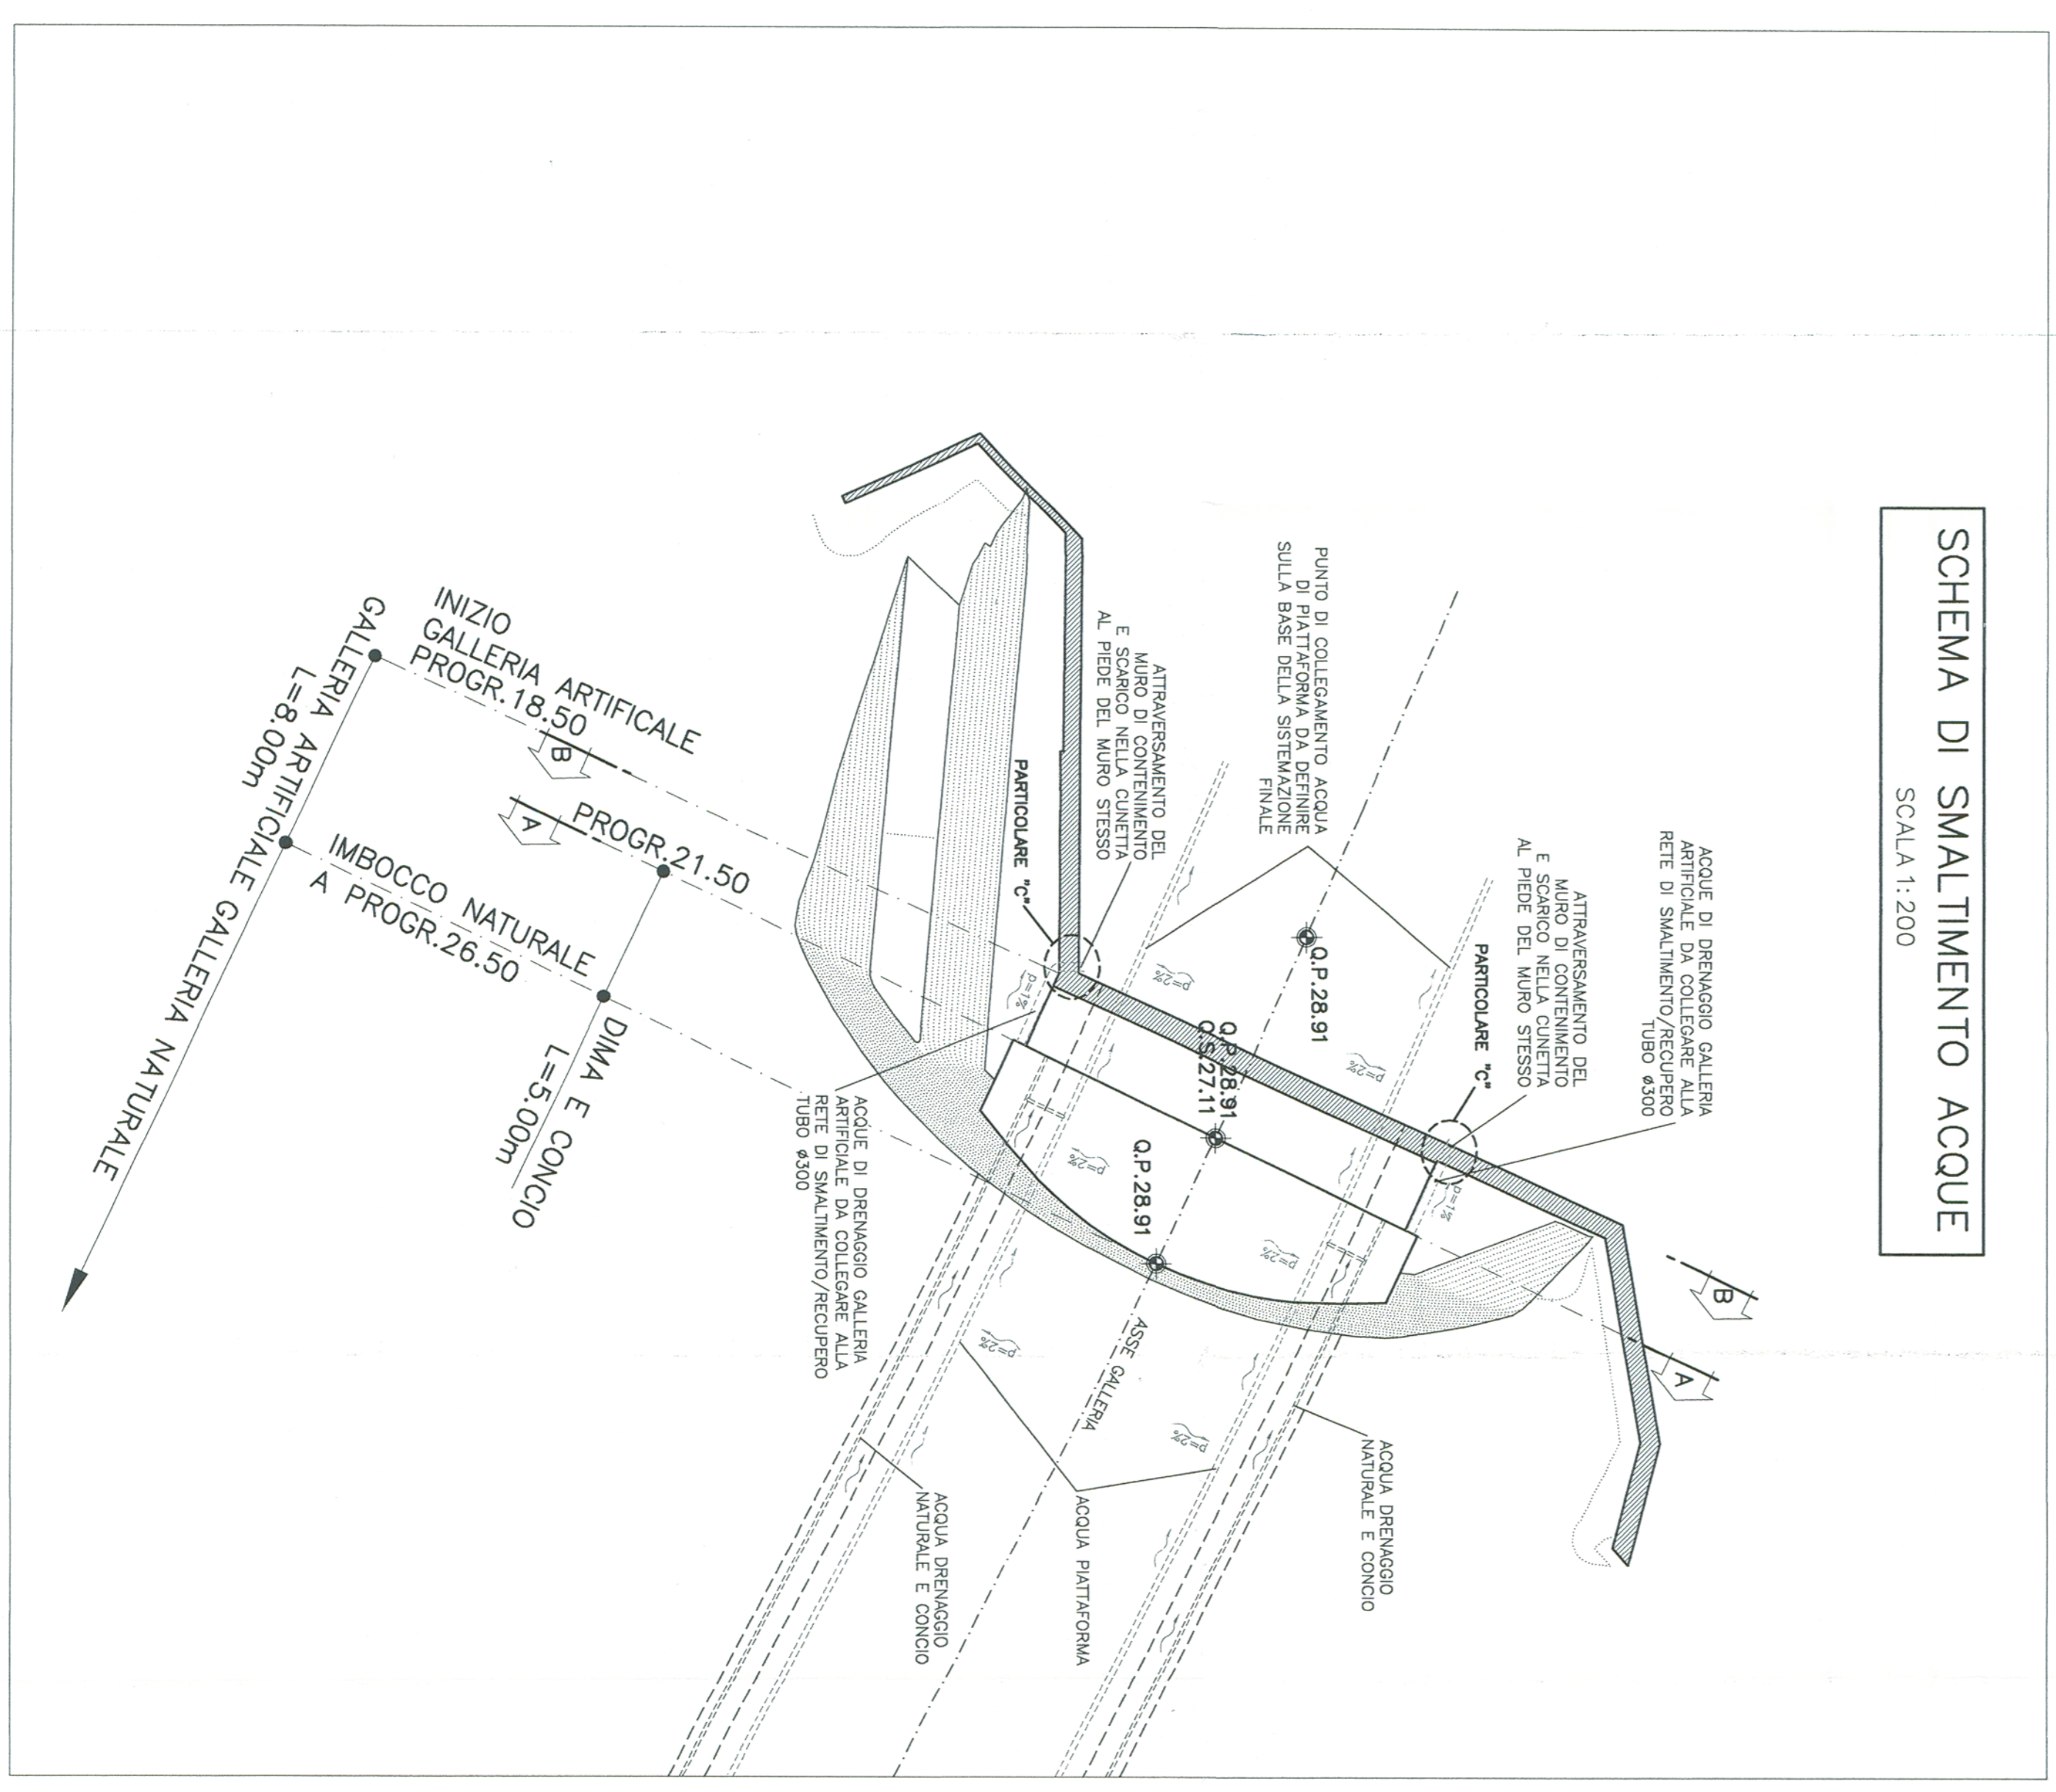 SCHEMA DI SMALTIMENTO ACQUE
SCALA 1:200
ACQUE DI DRENAGGIO GALLERIA
ARTIFICIALE DA COLLEGARE ALLA
RETE DI SMALTIMENTO/RECUPERO
TUBO ø300
ATTRAVERSAMENTO DEL
MURO DI CONTENIMENTO
E SCARICO NELLA CUNETTA
AL PIEDE DEL MURO STESSO
PARTICOLARE "C"
B
A
PUNTO DI COLLEGAMENTO ACQUA
DI PIATTAFORMA DA DEFINIRE
SULLA BASE DELLA SISTEMAZIONE
FINALE
ATTRAVERSAMENTO DEL
MURO DI CONTENIMENTO
E SCARICO NELLA CUNETTA
AL PIEDE DEL MURO STESSO
PARTICOLARE "C"
Q.P.28.91
Q.P.28.91
Q.S.27.11
Q.P.28.91
p=2%
p=2%
p=1%
p=1%
p=2%
p=2%
p=2%
p=2%
ASSE GALLERIA
ACQUA DRENAGGIO
NATURALE E CONCIO
ACQUA PIATTAFORMA
ACQUA DRENAGGIO
NATURALE E CONCIO
ACQUE DI DRENAGGIO GALLERIA
ARTIFICIALE DA COLLEGARE ALLA
RETE DI SMALTIMENTO/RECUPERO
TUBO ø300
INIZIO
GALLERIA ARTIFICALE
PROGR.18.50
B
PROGR.21.50
A
IMBOCCO NATURALE
A PROGR.26.50
DIMA E CONCIO
L=5.00m
GALLERIA ARTIFICIALE
L=8.00m
GALLERIA NATURALE